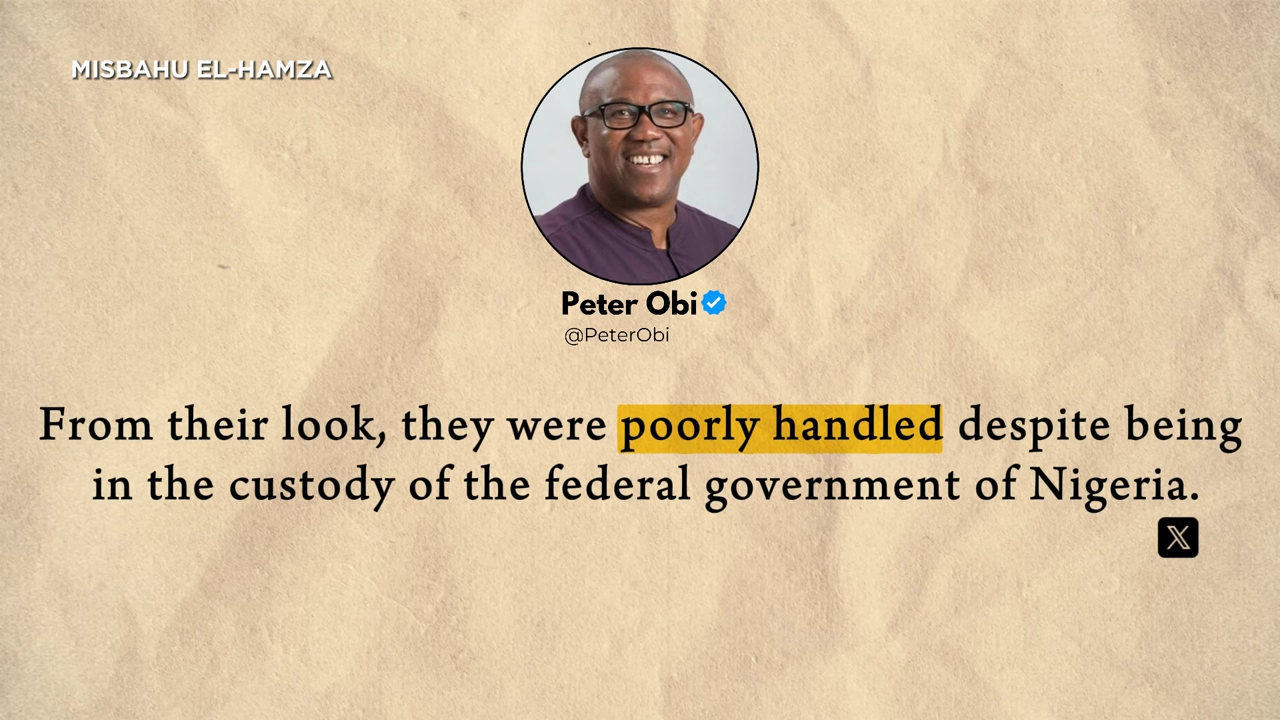 MISBAHU EL-HAMZA
Peter Obi
@PeterObi
From their look, they were poorly handled despite being
in the custody of the federal government of Nigeria.
X